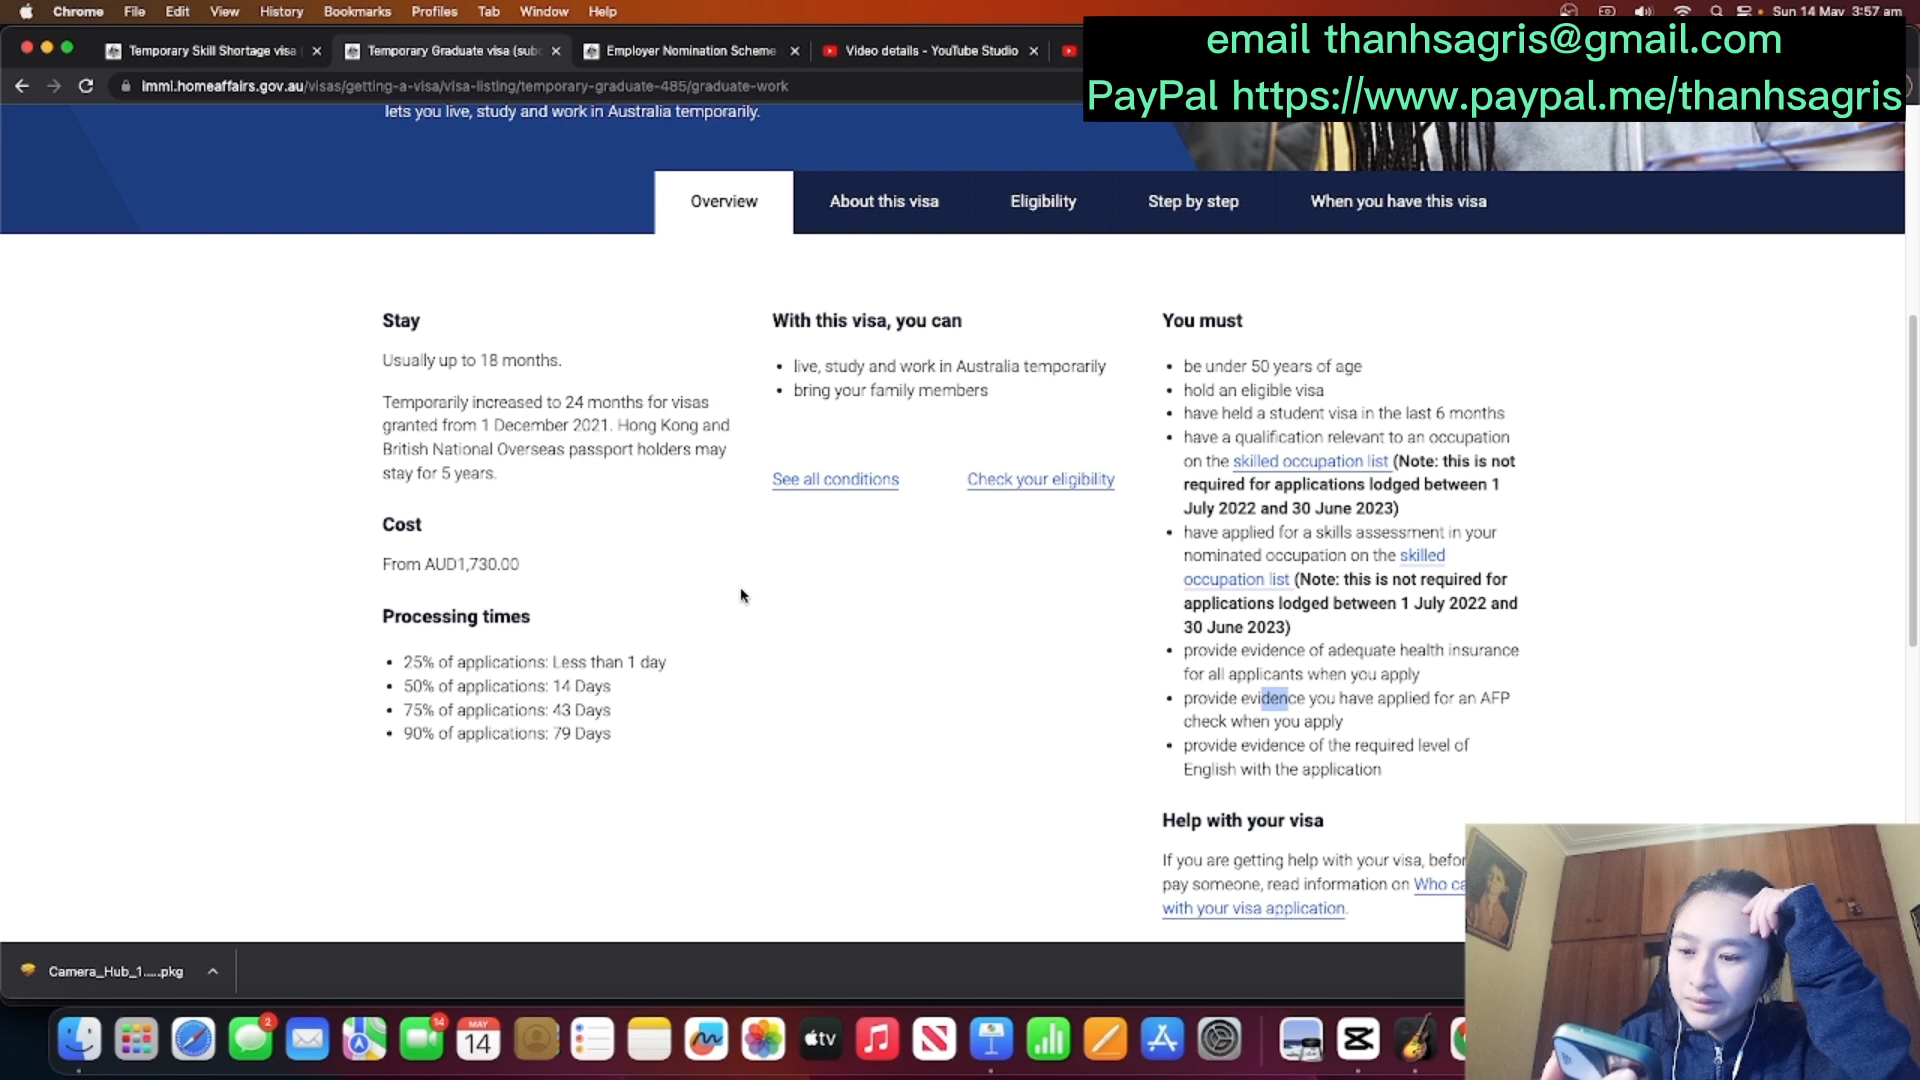 Chrome File Edit View History Bookmarks Profiles Tab Window Help
Sun 14 May 3:57 am
Temporary Skill Shortage visa
Temporary Graduate visa (sub
Employer Nomination Scheme
Video details - YouTube Studio
email thanhsagris@gmail.com
PayPal https://www.paypal.me/thanhsagris
immi.homeaffairs.gov.au/visas/getting-a-visa/visa-listing/temporary-graduate-485/graduate-work
lets you live, study and work in Australia temporarily.
Overview
About this visa
Eligibility
Step by step
When you have this visa
Stay
Usually up to 18 months.
Temporarily increased to 24 months for visas
granted from 1 December 2021. Hong Kong and
British National Overseas passport holders may
stay for 5 years.
Cost
From AUD1,730.00
Processing times
• 25% of applications: Less than 1 day
• 50% of applications: 14 Days
• 75% of applications: 43 Days
• 90% of applications: 79 Days
With this visa, you can
• live, study and work in Australia temporarily
• bring your family members
See all conditions
Check your eligibility
You must
• be under 50 years of age
• hold an eligible visa
• have held a student visa in the last 6 months
• have a qualification relevant to an occupation
on the skilled occupation list (Note: this is not
required for applications lodged between 1
July 2022 and 30 June 2023)
• have applied for a skills assessment in your
nominated occupation on the skilled
occupation list (Note: this is not required for
applications lodged between 1 July 2022 and
30 June 2023)
• provide evidence of adequate health insurance
for all applicants when you apply
• provide evidence you have applied for an AFP
check when you apply
• provide evidence of the required level of
English with the application
Help with your visa
If you are getting help with your visa, befor
pay someone, read information on Who ca
with your visa application.
Camera_Hub_1.....pkg
2
14
MAY
14
tv